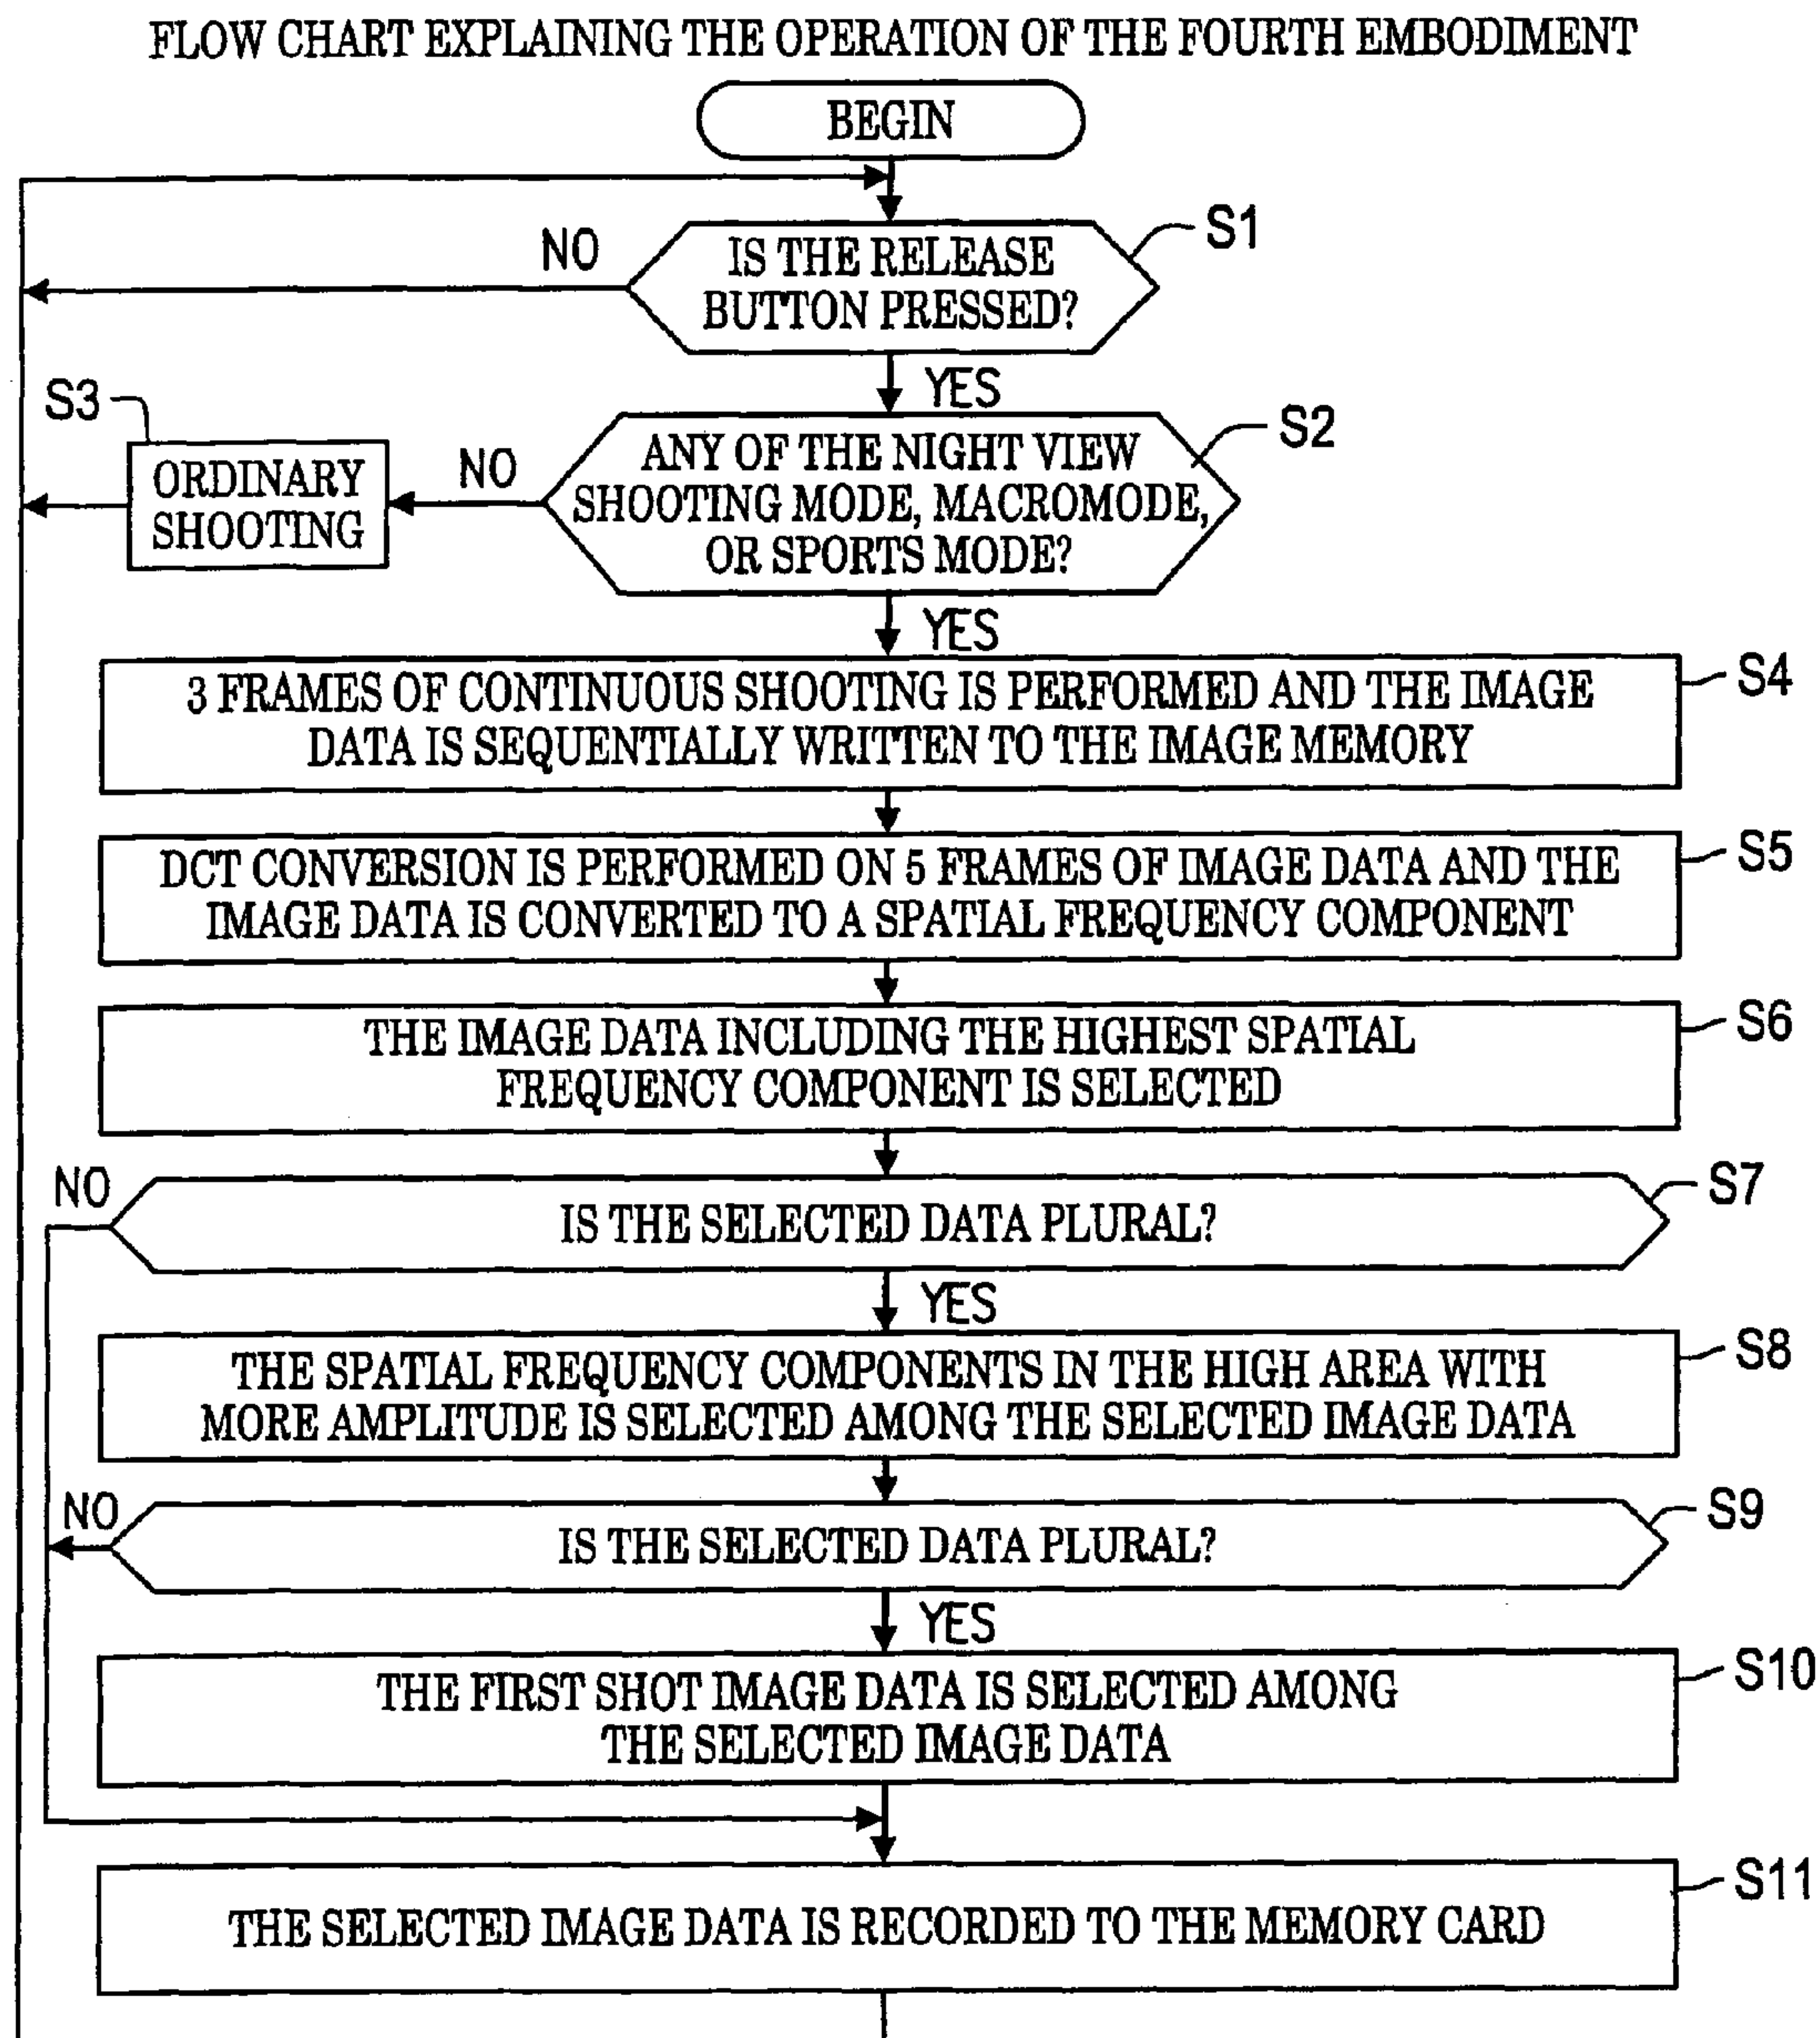 FLOW CHART EXPLAINING THE OPERATION OF THE FOURTH EMBODIMENT
BEGIN
S1
NO
IS THE RELEASE
BUTTON PRESSED?
YES
S3
S2
ORDINARY
SHOOTING
NO
ANY OF THE NIGHT VIEW
SHOOTING MODE, MACROMODE,
OR SPORTS MODE?
YES
S4
3 FRAMES OF CONTINUOUS SHOOTING IS PERFORMED AND THE IMAGE
DATA IS SEQUENTIALLY WRITTEN TO THE IMAGE MEMORY
S5
DCT CONVERSION IS PERFORMED ON 5 FRAMES OF IMAGE DATA AND THE
IMAGE DATA IS CONVERTED TO A SPATIAL FREQUENCY COMPONENT
S6
THE IMAGE DATA INCLUDING THE HIGHEST SPATIAL
FREQUENCY COMPONENT IS SELECTED
NO
S7
IS THE SELECTED DATA PLURAL?
YES
S8
THE SPATIAL FREQUENCY COMPONENTS IN THE HIGH AREA WITH
MORE AMPLITUDE IS SELECTED AMONG THE SELECTED IMAGE DATA
NO
S9
IS THE SELECTED DATA PLURAL?
YES
S10
THE FIRST SHOT IMAGE DATA IS SELECTED AMONG
THE SELECTED IMAGE DATA
S11
THE SELECTED IMAGE DATA IS RECORDED TO THE MEMORY CARD